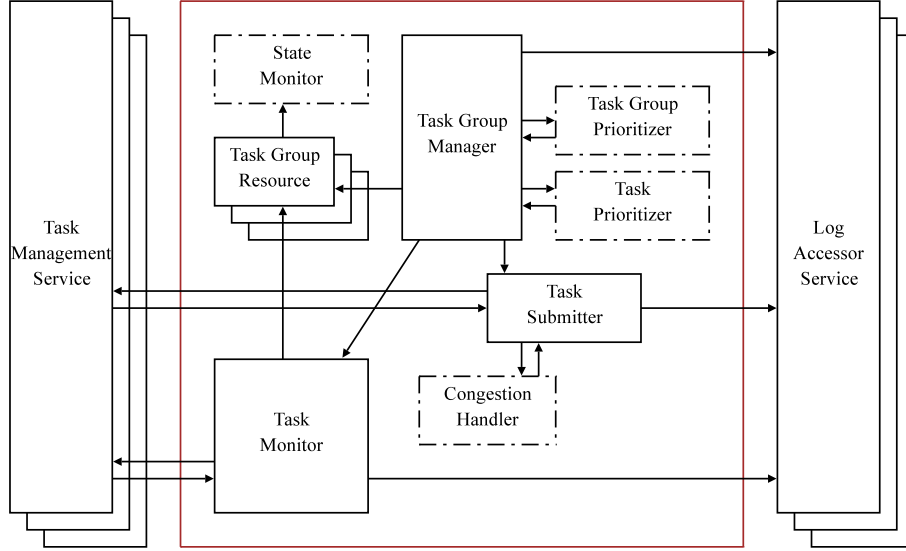 State
Monitor
Task Group
Manager
Task Group
Prioritizer
Task Group
Resource
Task
Prioritizer
Task
Management
Service
Log
Accessor
Service
Task
Submitter
Congestion
Handler
Task
Monitor